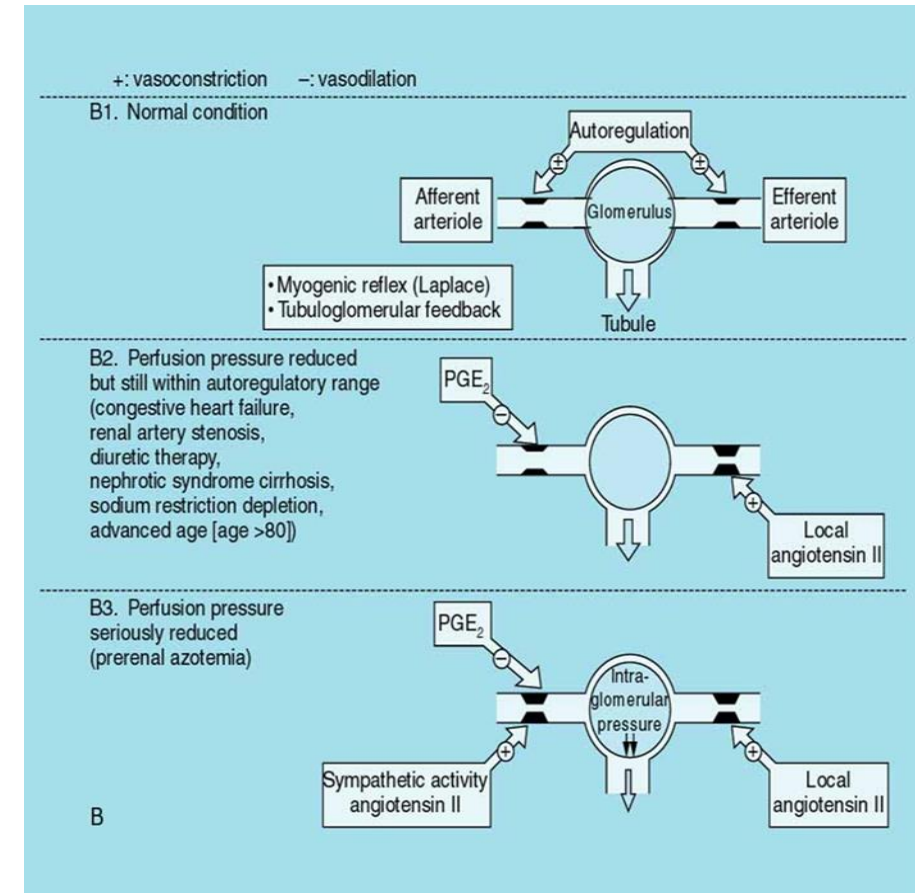 +: vasoconstriction –: vasodilation
B1. Normal condition
Autoregulation
±
±
Afferent
arteriole
Glomerulus
Efferent
arteriole
• Myogenic reflex (Laplace)
• Tubuloglomerular feedback
Tubule
B2. Perfusion pressure reduced
but still within autoregulatory range
(congestive heart failure,
renal artery stenosis,
diuretic therapy,
nephrotic syndrome cirrhosis,
sodium restriction depletion,
advanced age [age >80])
PGE₂
–
+
Local
angiotensin II
B3. Perfusion pressure
seriously reduced
(prerenal azotemia)
PGE₂
–
Intra-
glomerular
pressure
+
+
Sympathetic activity
angiotensin II
Local
angiotensin II
B